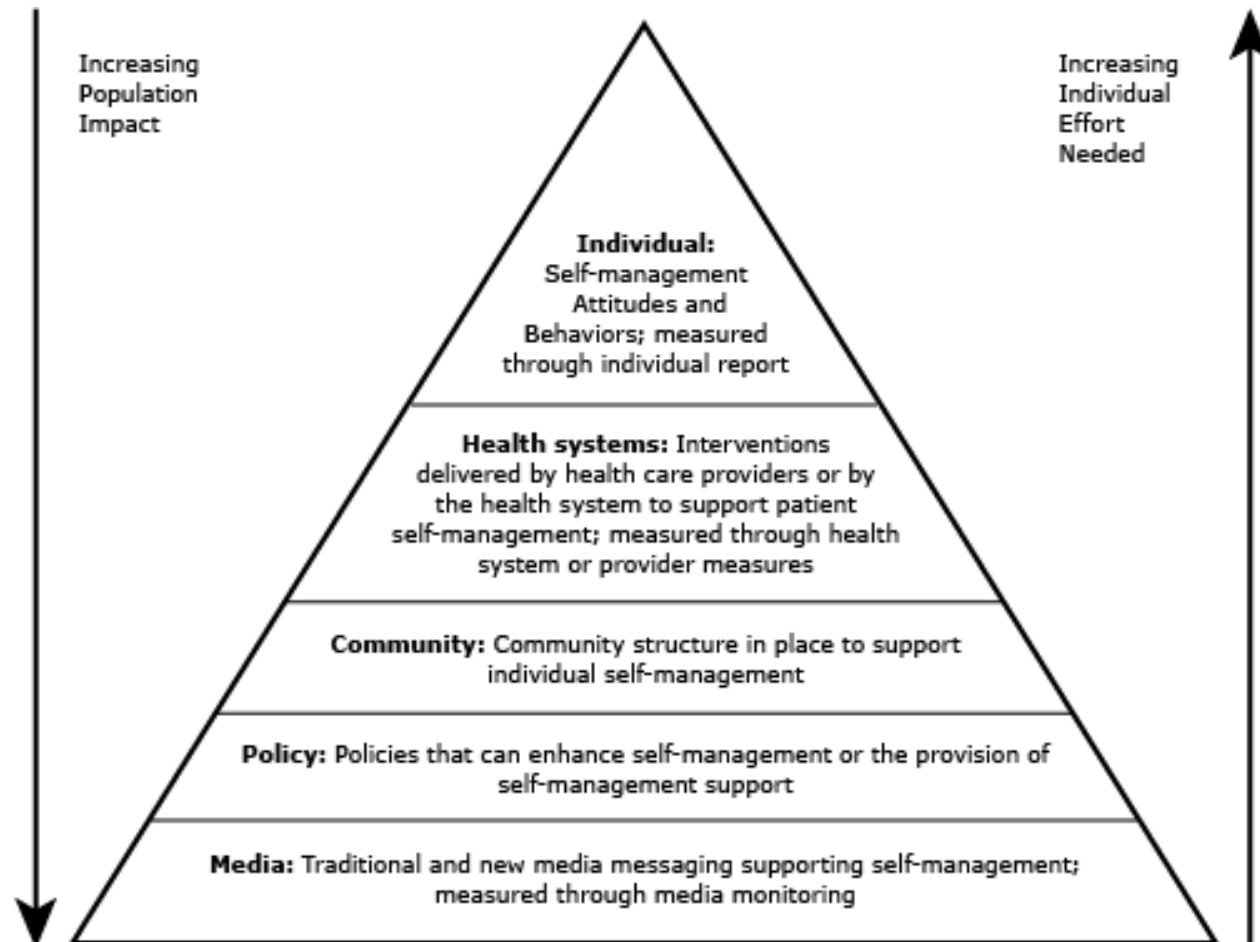 Increasing
Population
Impact
Increasing
Individual
Effort
Needed
Individual:
Self-management
Attitudes and
Behaviors; measured
through individual report
Health systems: Interventions
delivered by health care providers or by
the health system to support patient
self-management; measured through health
system or provider measures
Community: Community structure in place to support
individual self-management
Policy: Policies that can enhance self-management or the provision of
self-management support
Media: Traditional and new media messaging supporting self-management;
measured through media monitoring